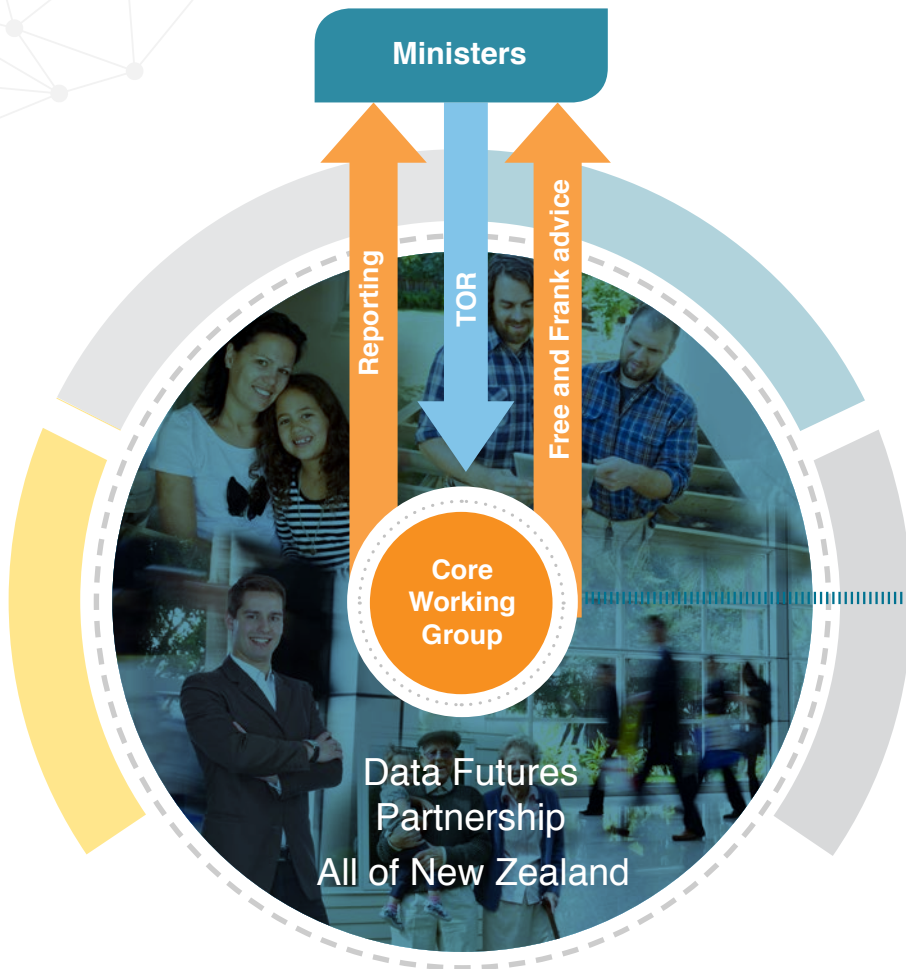 Ministers
Reporting
TOR
Free and Frank advice
Core
Working
Group
Data Futures
Partnership
All of New Zealand